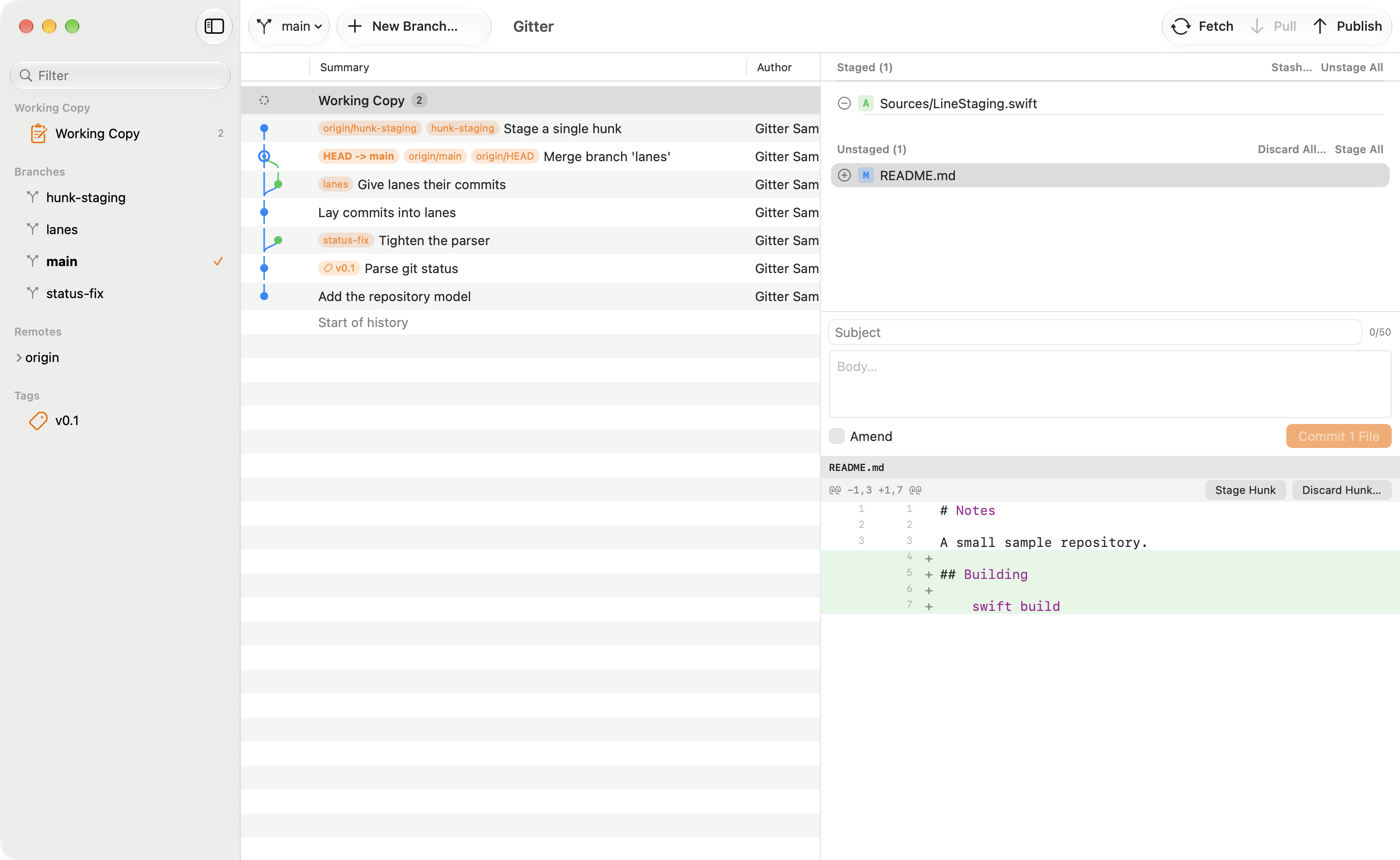 main
New Branch...
Gitter
Fetch
Pull
Publish
Filter
Working Copy
Working Copy 2
Branches
hunk-staging
lanes
main
status-fix
Remotes
origin
Tags
v0.1
Summary Author
Working Copy 2
origin/hunk-staging hunk-staging Stage a single hunk Gitter Sam
HEAD -> main origin/main origin/HEAD Merge branch 'lanes' Gitter Sam
lanes Give lanes their commits Gitter Sam
Lay commits into lanes Gitter Sam
status-fix Tighten the parser Gitter Sam
v0.1 Parse git status Gitter Sam
Add the repository model Gitter Sam
Start of history
Staged (1) Stash... Unstage All
A Sources/LineStaging.swift
Unstaged (1) Discard All... Stage All
M README.md
Subject 0/50
Body...
Amend Commit 1 File
README.md
@@ -1,3 +1,7 @@ Stage Hunk Discard Hunk...
1 1 # Notes
2 2
3 3 A small sample repository.
4 +
5 + ## Building
6 +
7 + swift build